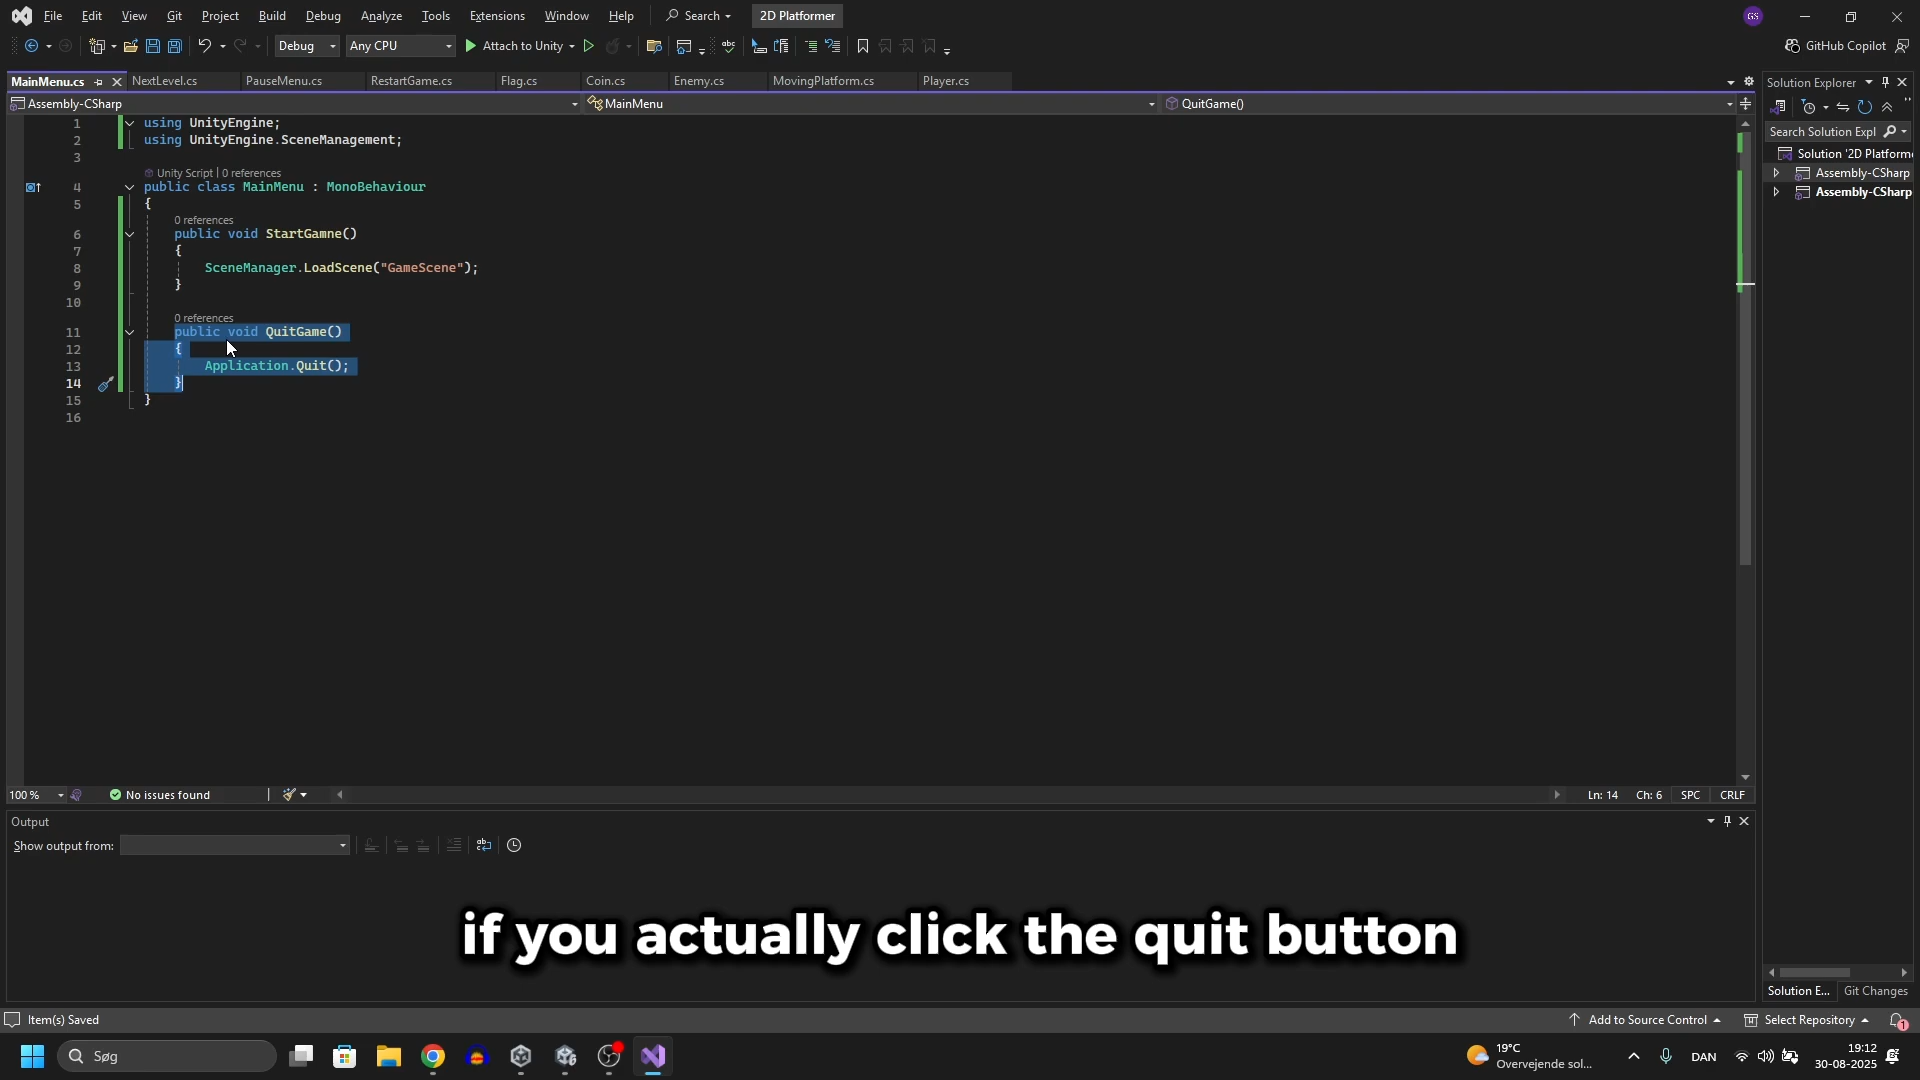 File Edit View Git Project Build Debug Analyze Tools Extensions Window Help Search 2D Platformer GS
Debug Any CPU Attach to Unity GitHub Copilot
MainMenu.cs NextLevel.cs PauseMenu.cs RestartGame.cs Flag.cs Coin.cs Enemy.cs MovingPlatform.cs Player.cs Solution Explorer
Assembly-CSharp MainMenu QuitGame()
Search Solution Expl
Solution '2D Platforme
Assembly-CSharp
Assembly-CSharp
1 using UnityEngine;
2 using UnityEngine.SceneManagement;
3
Unity Script | 0 references
4 public class MainMenu : MonoBehaviour
5 {
0 references
6 public void StartGamne()
7 {
8 SceneManager.LoadScene("GameScene");
9 }
10
0 references
11 public void QuitGame()
12 {
13 Application.Quit();
14 }
15 }
16
100 % No issues found Ln: 14 Ch: 6 SPC CRLF
Output
Show output from:
if you actually click the quit button
Solution E... Git Changes
Item(s) Saved Add to Source Control Select Repository 1
Søg 19°C Overvejende sol... DAN 19:12
30-08-2025